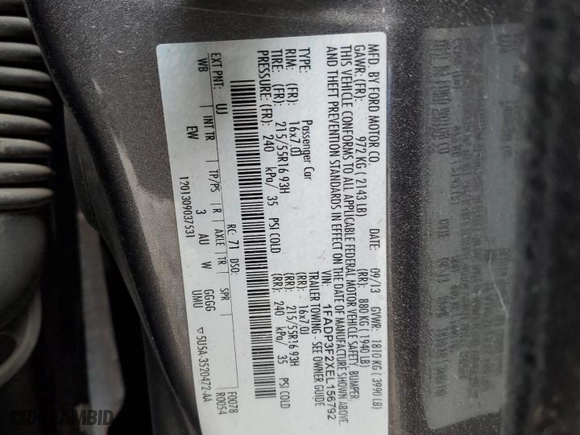 MFD. BY FORD MOTOR CO.
DATE: 09/13 GVWR: 1810 KG ( 3990 LB)
GAWR: (FR): 972 KG ( 2143 LB) (RR): 880 KG ( 1940 LB)
THIS VEHICLE CONFORMS TO ALL APPLICABLE FEDERAL MOTOR VEHICLE SAFETY, BUMPER,
AND THEFT PREVENTION STANDARDS IN EFFECT ON THE DATE OF MANUFACTURE SHOWN ABOVE.
VIN: 1FADP3F2XEL156792
TYPE: Passenger Car TRAILER TOWING - SEE OWNERS GUIDE
RIM: (FR): 16x7.0J (RR): 16x7.0J
TIRE: (FR): 215/55R16 93H (RR): 215/55R16 93H
PRESSURE: (FR): 240 kPa/ 35 PSI COLD (RR): 240 kPa/ 35 PSI COLD
EXT PNT: UJ RC: 71 DSO: F0078
R0054
WB INT TR TP/PS R AXLE TR SPR
EW 3 AU W GGGG UMU
1201309037531 ▽ 5U5A-3520472-AA
IDRIVEANDBID